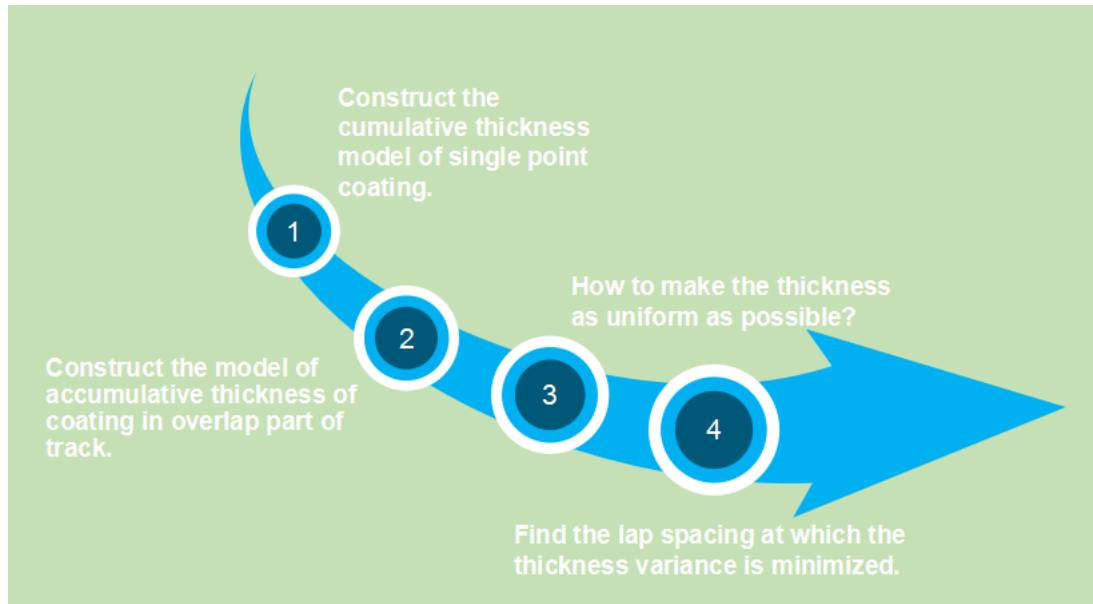 Construct the
cumulative thickness
model of single point
coating.
1
2
Construct the model of
accumulative thickness of
coating in overlap part of
track.
How to make the thickness
as uniform as possible?
3
4
Find the lap spacing at which the
thickness variance is minimized.